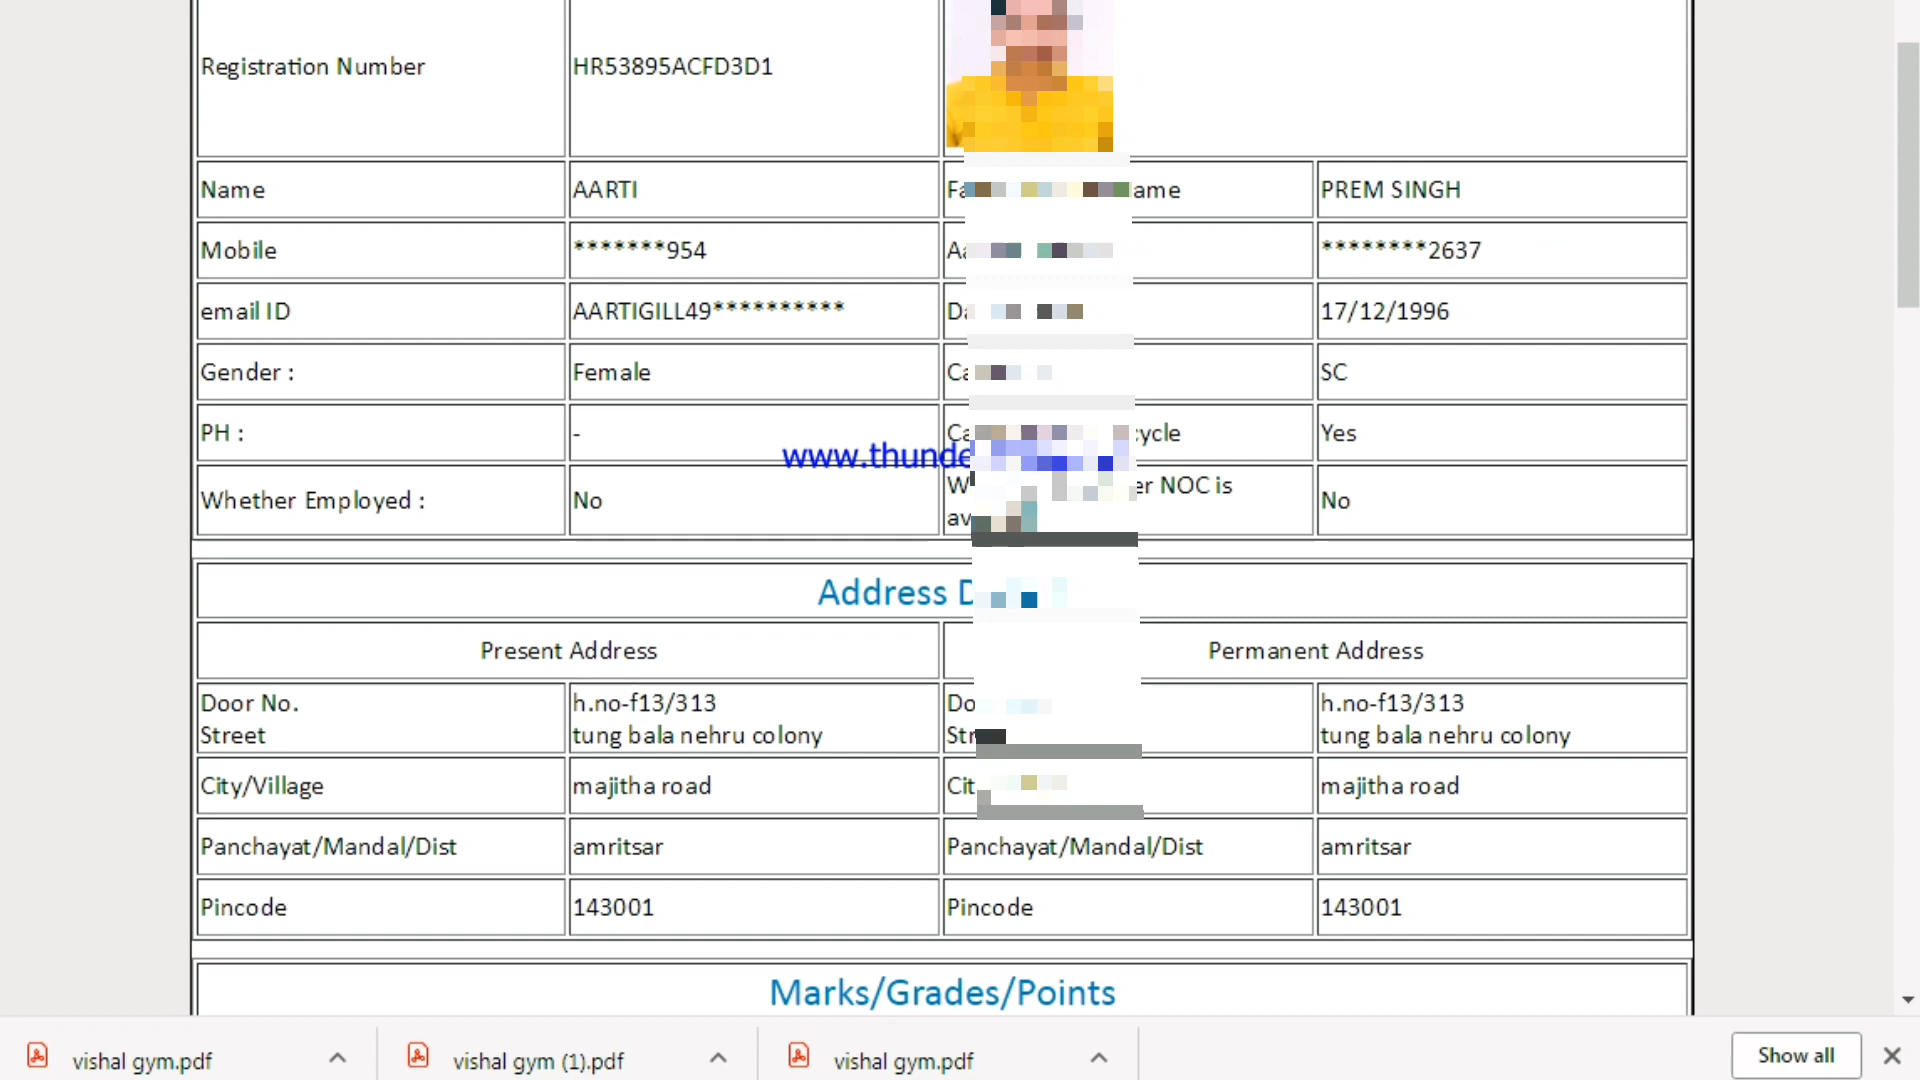 Registration Number HR53895ACFD3D1
Name AARTI ame PREM SINGH
Mobile *******954 ********2637
email ID AARTIGILL49********** 17/12/1996
Gender : Female SC
PH : - ycle Yes
www.thunde
Whether Employed : No er NOC is No
Address D
Present Address Permanent Address
Door No. h.no-f13/313 Do h.no-f13/313
Street tung bala nehru colony Str tung bala nehru colony
City/Village majitha road Cit majitha road
Panchayat/Mandal/Dist amritsar Panchayat/Mandal/Dist amritsar
Pincode 143001 Pincode 143001
Marks/Grades/Points
vishal gym.pdf vishal gym (1).pdf vishal gym.pdf Show all